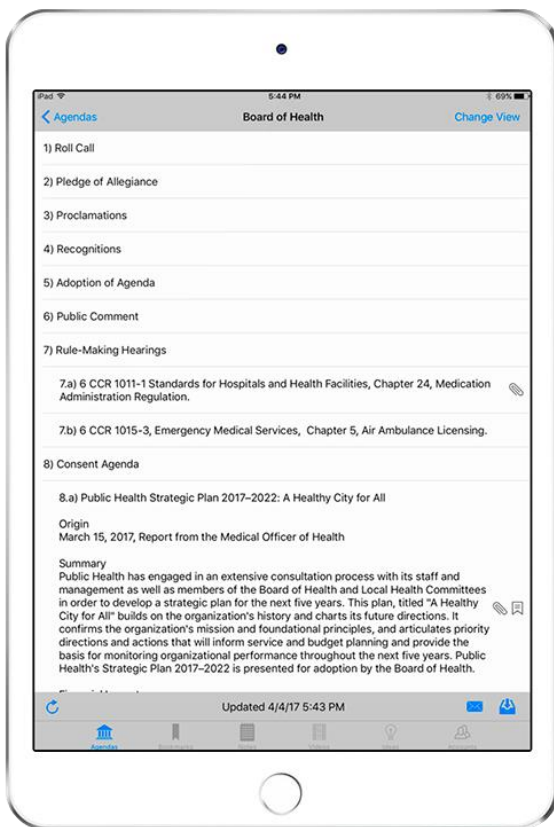 iPad
5:44 PM
69%
Agendas
Board of Health
Change View
1) Roll Call
2) Pledge of Allegiance
3) Proclamations
4) Recognitions
5) Adoption of Agenda
6) Public Comment
7) Rule-Making Hearings
7.a) 6 CCR 1011-1 Standards for Hospitals and Health Facilities, Chapter 24, Medication
Administration Regulation.
7.b) 6 CCR 1015-3, Emergency Medical Services, Chapter 5, Air Ambulance Licensing.
8) Consent Agenda
8.a) Public Health Strategic Plan 2017–2022: A Healthy City for All
Origin
March 15, 2017, Report from the Medical Officer of Health
Summary
Public Health has engaged in an extensive consultation process with its staff and
management as well as members of the Board of Health and Local Health Committees
in order to develop a strategic plan for the next five years. This plan, titled "A Healthy
City for All" builds on the organization's history and charts its future directions. It
confirms the organization's mission and foundational principles, and articulates priority
directions and actions that will inform service and budget planning and provide the
basis for monitoring organizational performance throughout the next five years. Public
Health's Strategic Plan 2017–2022 is presented for adoption by the Board of Health.
Updated 4/4/17 5:43 PM
Agendas Bookmarks Notes Videos Ideas Accounts